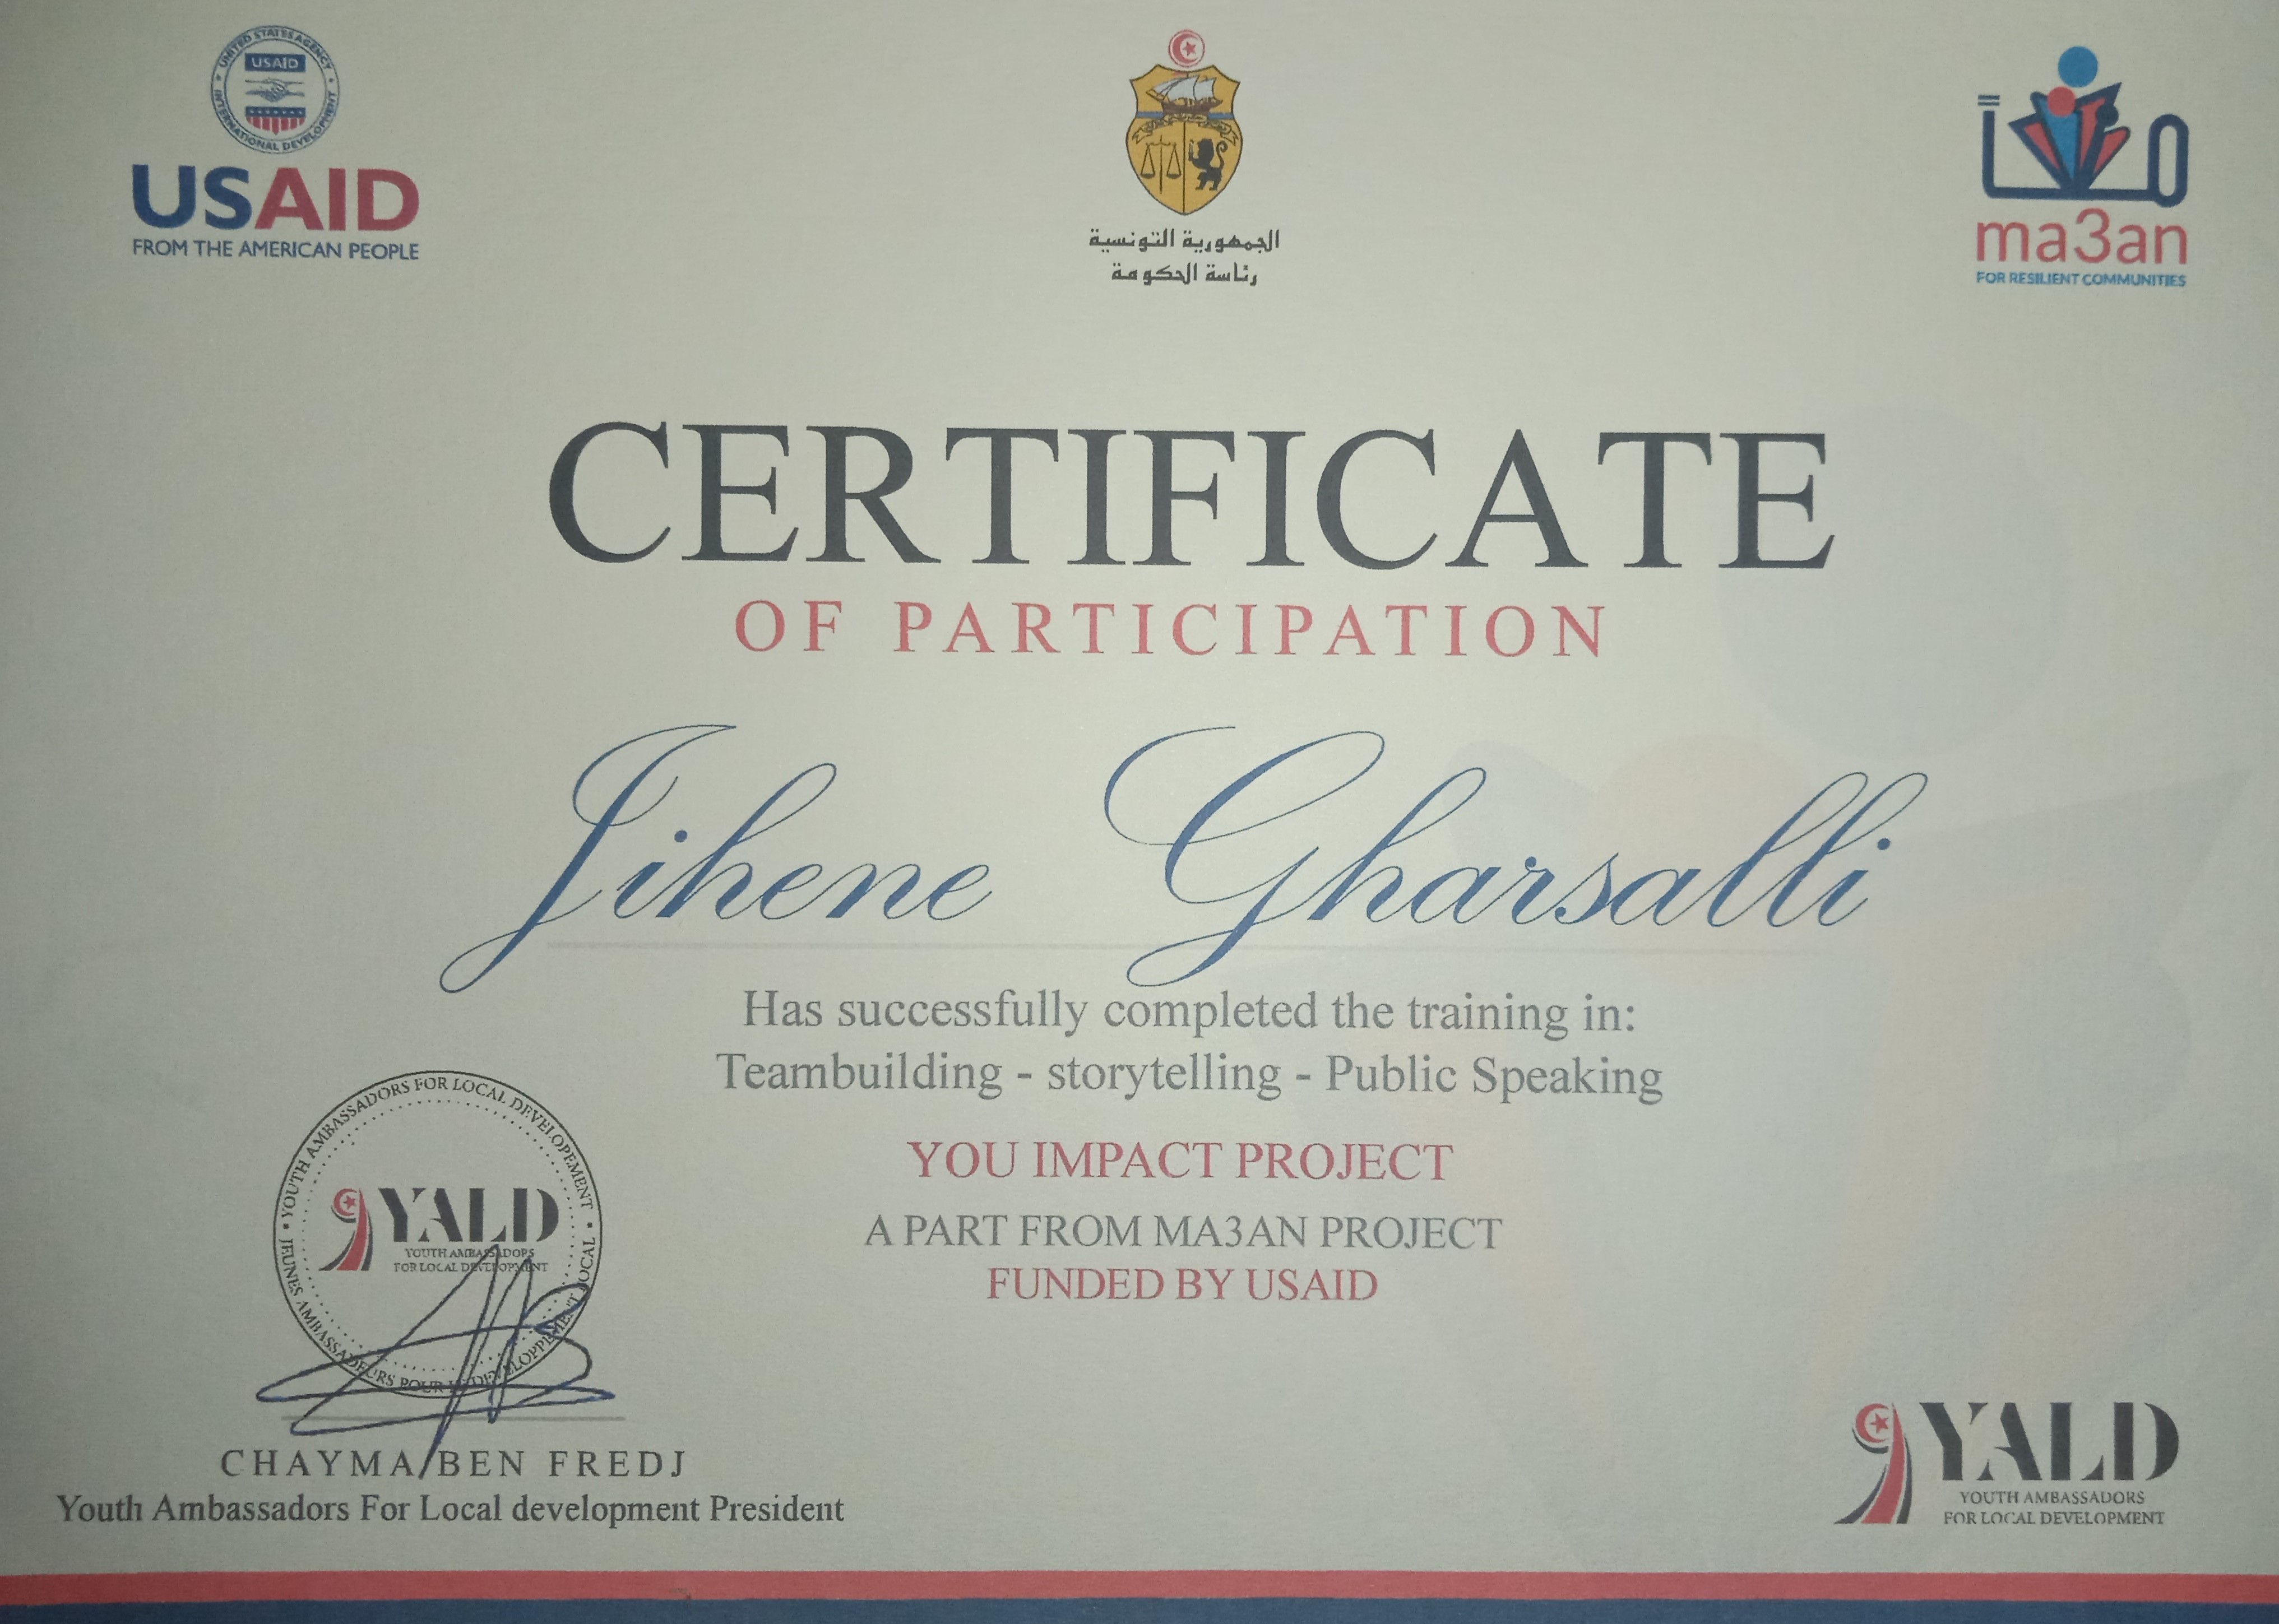 UNITED STATES AGENCY
USAID
INTERNATIONAL DEVELOPMENT
USAID
FROM THE AMERICAN PEOPLE
الجمهورية التونسية
رئاسة الحكومة
معا
ma3an
FOR RESILIENT COMMUNITIES
CERTIFICATE
OF PARTICIPATION
Jihene Gharsalli
Has successfully completed the training in:
Teambuilding - storytelling - Public Speaking
YOU IMPACT PROJECT
A PART FROM MA3AN PROJECT
FUNDED BY USAID
• YOUTH AMBASSADORS FOR LOCAL DEVELOPEMENT •
YALD
YOUTH AMBASSADORS
FOR LOCAL DEVELOPMENT
JEUNES AMBASSADEURS POUR LE DEVELOPPEMENT LOCAL
CHAYMA BEN FREDJ
Youth Ambassadors For Local development President
YALD
YOUTH AMBASSADORS
FOR LOCAL DEVELOPMENT